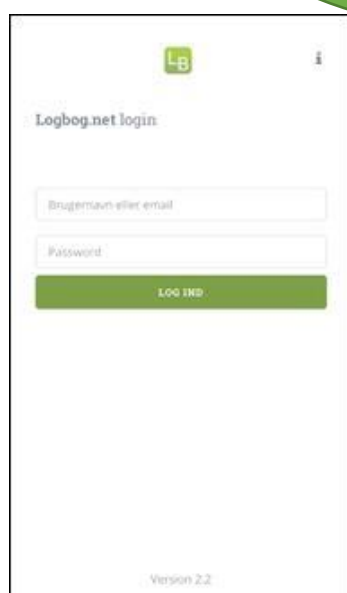 LB
i
Logbog.net login
Brugernavn eller email
Password
LOG IND
Version 2.2